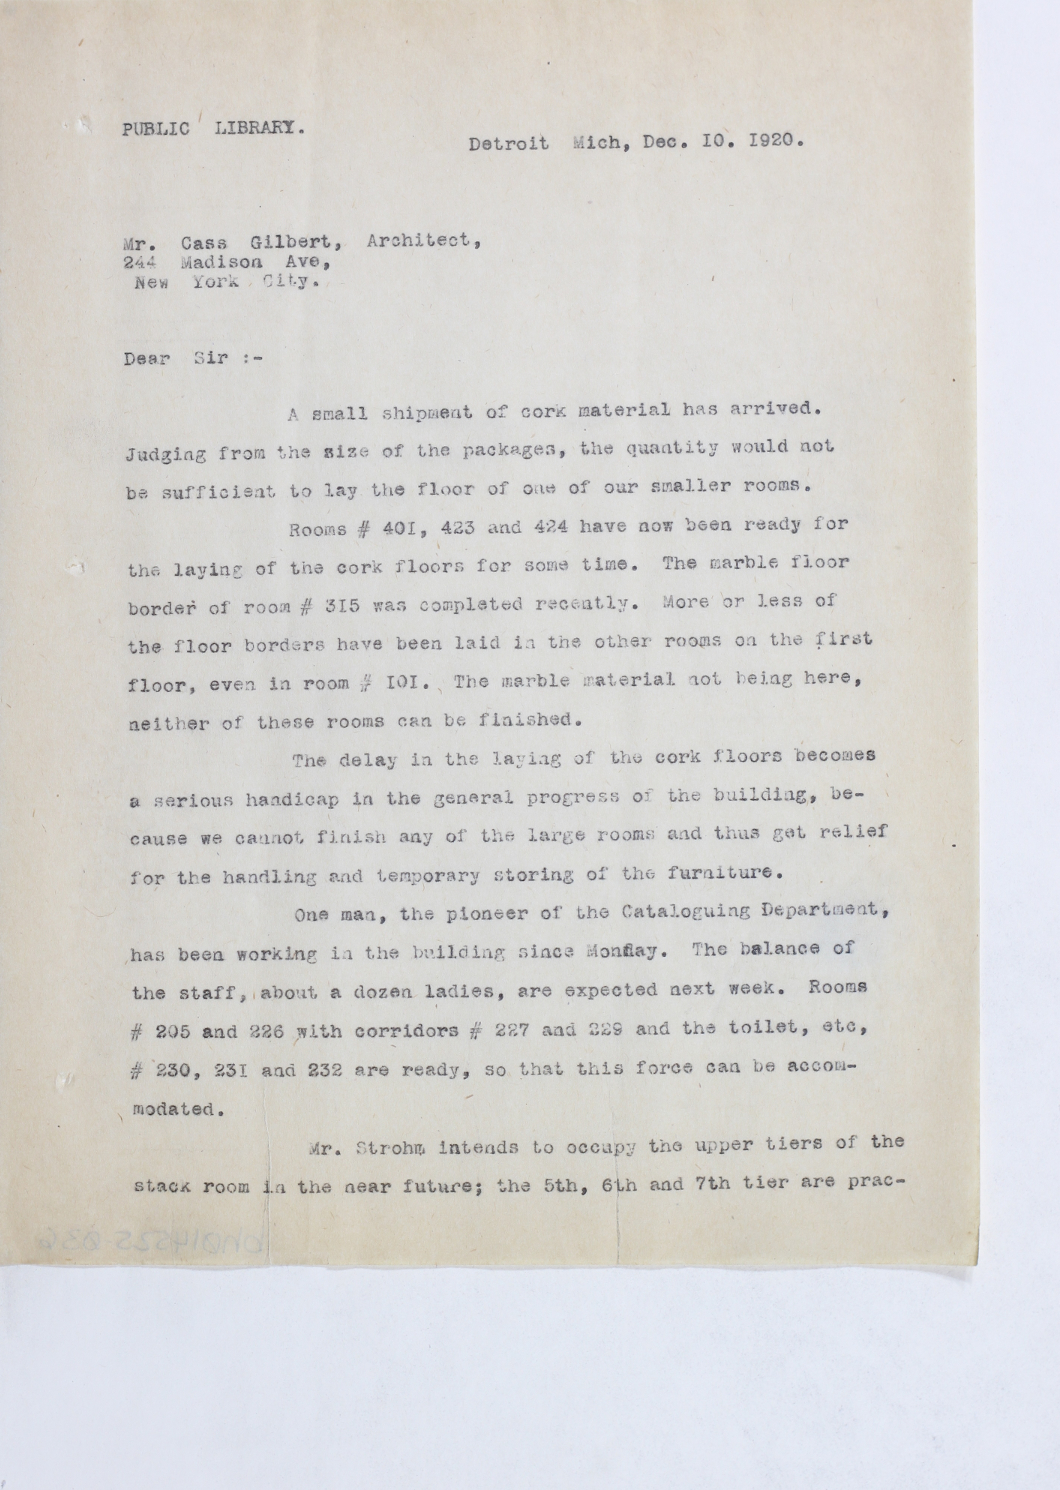 PUBLIC LIBRARY.
Detroit Mich, Dec. IO. I920.
Mr. Cass Gilbert, Architect,
244 Madison Ave,
New York City.
Dear Sir :-
A small shipment of cork material has arrived.
Judging from the size of the packages, the quantity would not
be sufficient to lay the floor of one of our smaller rooms.
Rooms # 40I, 423 and 424 have now been ready for
the laying of the cork floors for some time. The marble floor
border of room # 3I5 was completed recently. More or less of
the floor borders have been laid in the other rooms on the first
floor, even in room # IOI. The marble material not being here,
neither of these rooms can be finished.
The delay in the laying of the cork floors becomes
a serious handicap in the general progress of the building, be-
cause we cannot finish any of the large rooms and thus get relief
for the handling and temporary storing of the furniture.
One man, the pioneer of the Cataloguing Department,
has been working in the building since Monday. The balance of
the staff, about a dozen ladies, are expected next week. Rooms
# 205 and 226 with corridors # 227 and 229 and the toilet, etc,
# 230, 23I and 232 are ready, so that this force can be accom-
modated.
Mr. Strohm intends to occupy the upper tiers of the
stack room in the near future; the 5th, 6th and 7th tier are prac-